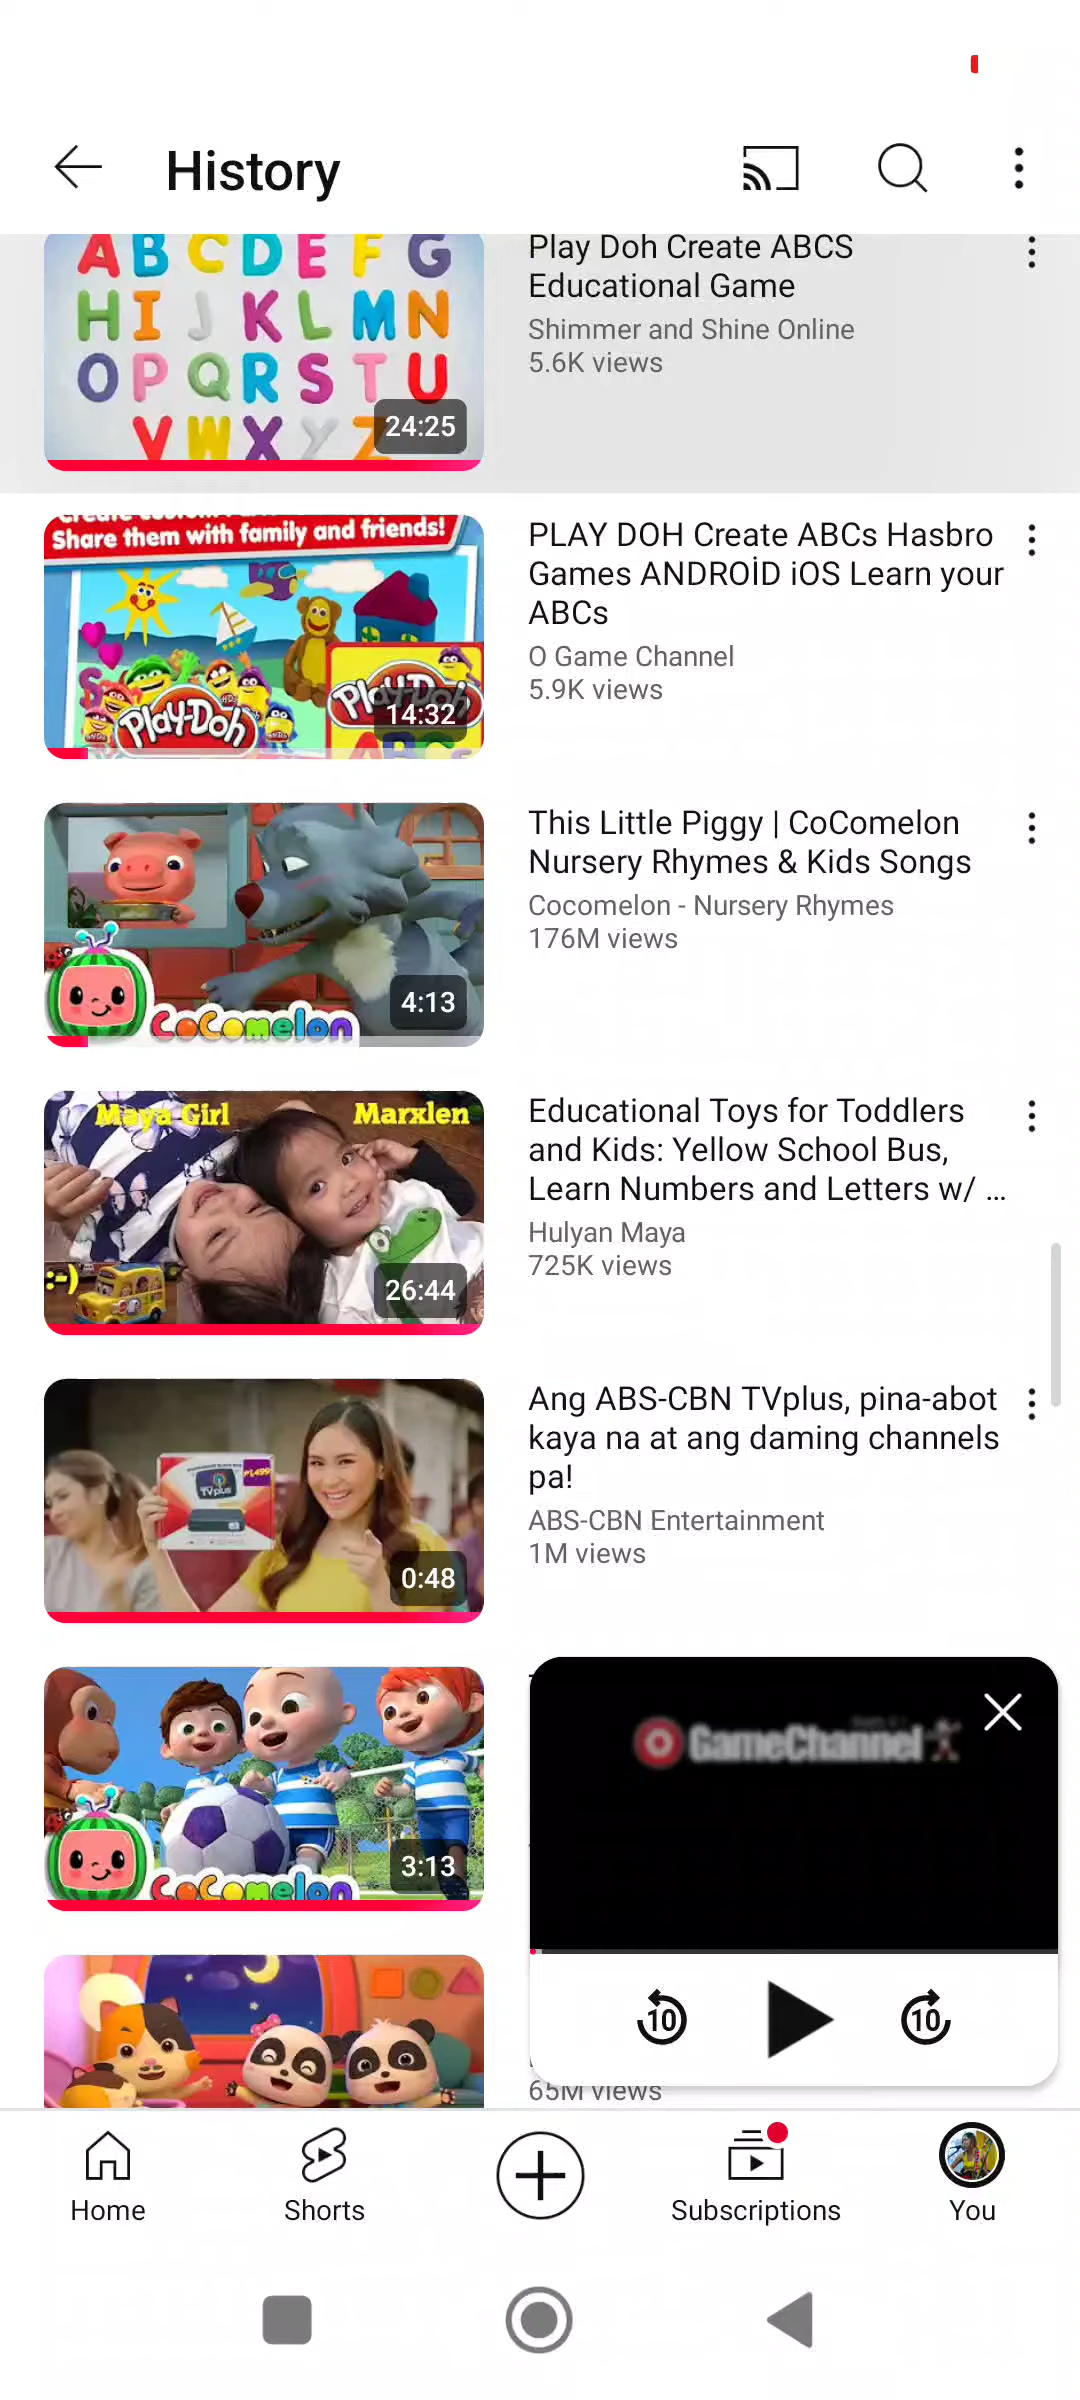 History
A B C D E F G
H I J K L M N
O P Q R S T U
V W X Y Z
24:25
Play Doh Create ABCS
Educational Game
Shimmer and Shine Online
5.6K views
Share them with family and friends!
Play-Doh
Play-Doh
14:32
PLAY DOH Create ABCs Hasbro
Games ANDROİD iOS Learn your
ABCs
O Game Channel
5.9K views
CoComelon
4:13
This Little Piggy | CoComelon
Nursery Rhymes & Kids Songs
Cocomelon - Nursery Rhymes
176M views
Maya Girl
Marxlen
:-)
26:44
Educational Toys for Toddlers
and Kids: Yellow School Bus,
Learn Numbers and Letters w/ ...
Hulyan Maya
725K views
TVplus
0:48
Ang ABS-CBN TVplus, pina-abot
kaya na at ang daming channels
pa!
ABS-CBN Entertainment
1M views
CoComelon
3:13
GameChannel
10
10
65M views
Home
Shorts
Subscriptions
You